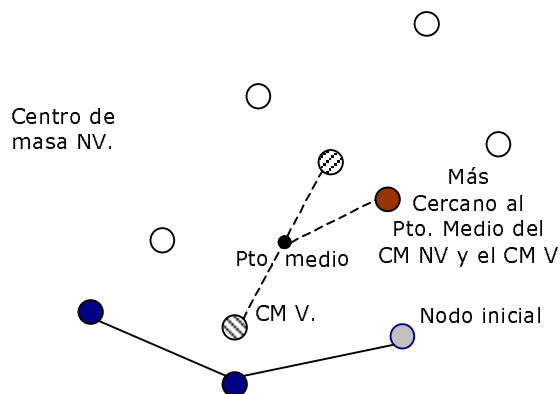 Centro de
masa NV.
Más
Cercano al
Pto. Medio del
CM NV y el CM V
Pto. medio
CM V.
Nodo inicial